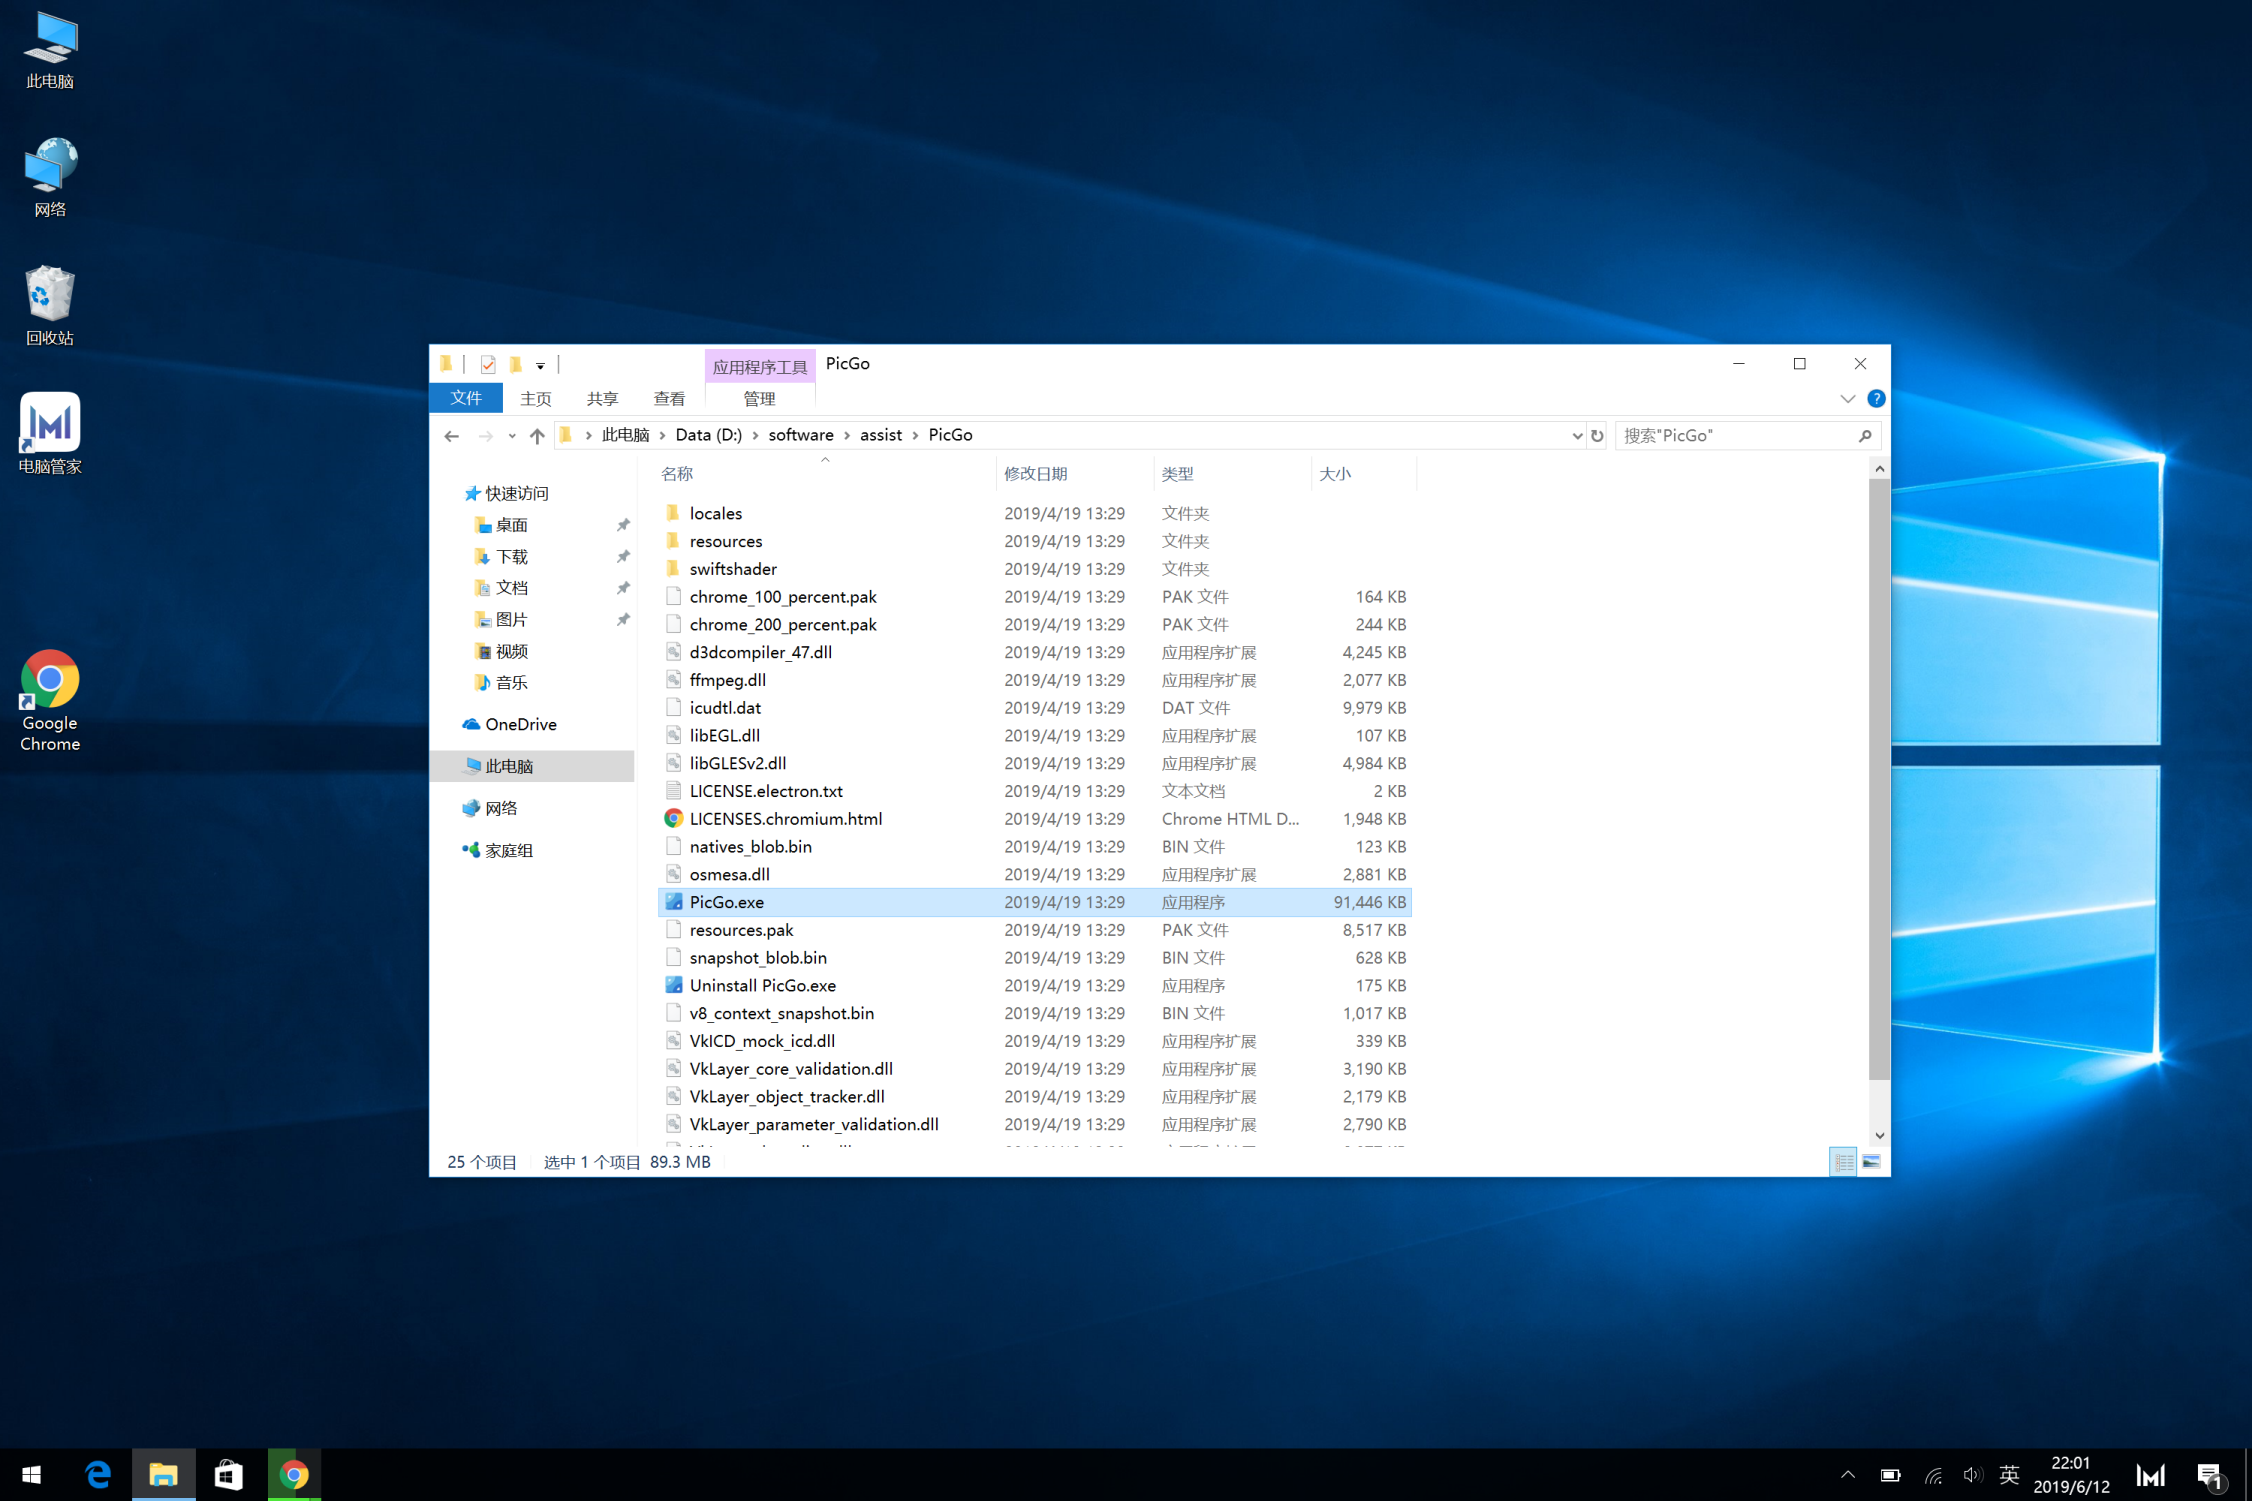 此电脑
网络
回收站
电脑管家
Google
Chrome
应用程序工具
PicGo
文件
主页
共享
查看
管理
此电脑
Data (D:)
software
assist
PicGo
搜索"PicGo"
快速访问
桌面
下载
文档
图片
视频
音乐
OneDrive
此电脑
网络
家庭组
名称 修改日期 类型 大小
locales 2019/4/19 13:29 文件夹
resources 2019/4/19 13:29 文件夹
swiftshader 2019/4/19 13:29 文件夹
chrome_100_percent.pak 2019/4/19 13:29 PAK 文件 164 KB
chrome_200_percent.pak 2019/4/19 13:29 PAK 文件 244 KB
d3dcompiler_47.dll 2019/4/19 13:29 应用程序扩展 4,245 KB
ffmpeg.dll 2019/4/19 13:29 应用程序扩展 2,077 KB
icudtl.dat 2019/4/19 13:29 DAT 文件 9,979 KB
libEGL.dll 2019/4/19 13:29 应用程序扩展 107 KB
libGLESv2.dll 2019/4/19 13:29 应用程序扩展 4,984 KB
LICENSE.electron.txt 2019/4/19 13:29 文本文档 2 KB
LICENSES.chromium.html 2019/4/19 13:29 Chrome HTML D... 1,948 KB
natives_blob.bin 2019/4/19 13:29 BIN 文件 123 KB
osmesa.dll 2019/4/19 13:29 应用程序扩展 2,881 KB
PicGo.exe 2019/4/19 13:29 应用程序 91,446 KB
resources.pak 2019/4/19 13:29 PAK 文件 8,517 KB
snapshot_blob.bin 2019/4/19 13:29 BIN 文件 628 KB
Uninstall PicGo.exe 2019/4/19 13:29 应用程序 175 KB
v8_context_snapshot.bin 2019/4/19 13:29 BIN 文件 1,017 KB
VkICD_mock_icd.dll 2019/4/19 13:29 应用程序扩展 339 KB
VkLayer_core_validation.dll 2019/4/19 13:29 应用程序扩展 3,190 KB
VkLayer_object_tracker.dll 2019/4/19 13:29 应用程序扩展 2,179 KB
VkLayer_parameter_validation.dll 2019/4/19 13:29 应用程序扩展 2,790 KB
25 个项目 选中 1 个项目 89.3 MB
英
22:01
2019/6/12
1